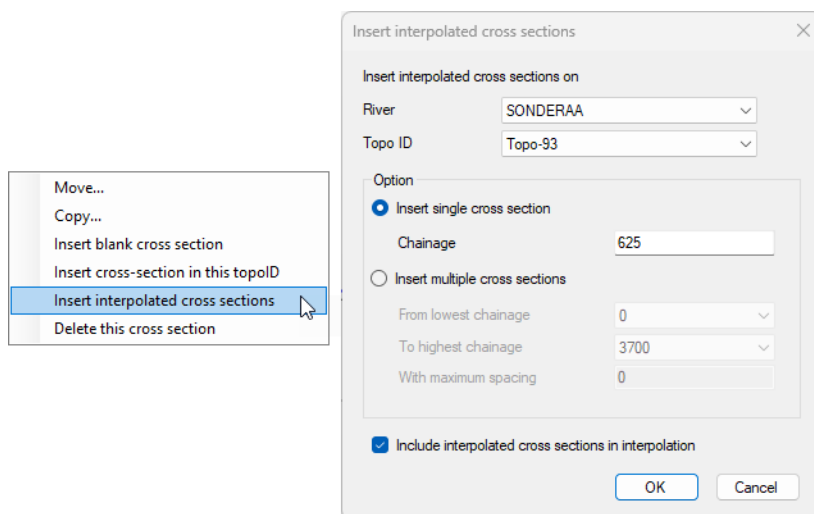 Move...
Copy...
Insert blank cross section
Insert cross-section in this topoID
Insert interpolated cross sections
Delete this cross section
Insert interpolated cross sections
Insert interpolated cross sections on
River SONDERAA
Topo ID Topo-93
Option
Insert single cross section
Chainage 625
Insert multiple cross sections
From lowest chainage 0
To highest chainage 3700
With maximum spacing 0
Include interpolated cross sections in interpolation
OK Cancel